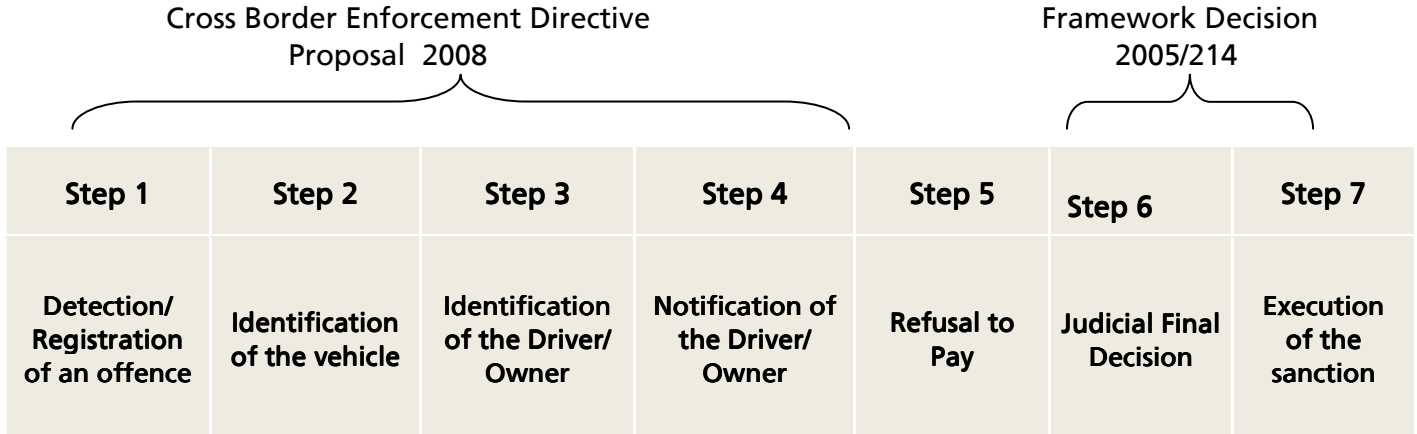 Cross Border Enforcement Directive
Proposal 2008
Framework Decision
2005/214
Step 1
Step 2
Step 3
Step 4
Step 5
Step 6
Step 7
Detection/
Registration
of an offence
Identification
of the vehicle
Identification
of the Driver/
Owner
Notification of
the Driver/
Owner
Refusal to
Pay
Judicial Final
Decision
Execution
of the
sanction